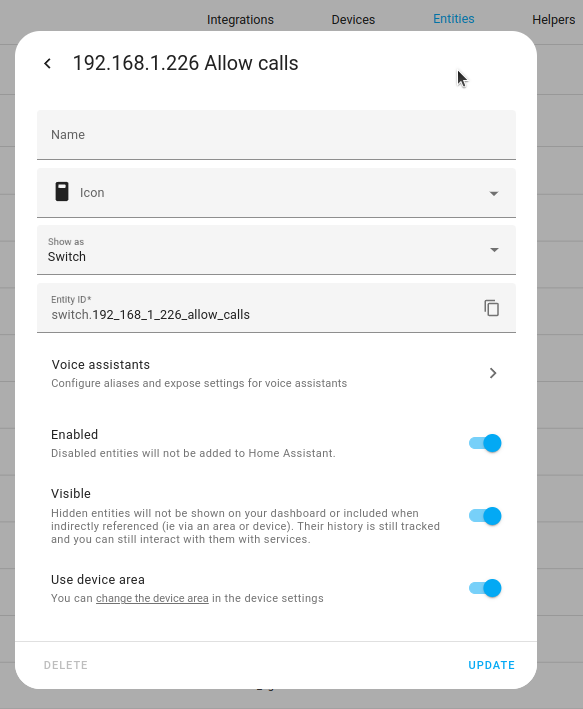 Integrations Devices Entities Helpers
192.168.1.226 Allow calls
Name
Icon
Show as
Switch
Entity ID*
switch.192_168_1_226_allow_calls
Voice assistants
Configure aliases and expose settings for voice assistants
Enabled
Disabled entities will not be added to Home Assistant.
Visible
Hidden entities will not be shown on your dashboard or included when
indirectly referenced (ie via an area or device). Their history is still tracked
and you can still interact with them with services.
Use device area
You can change the device area in the device settings
DELETE UPDATE